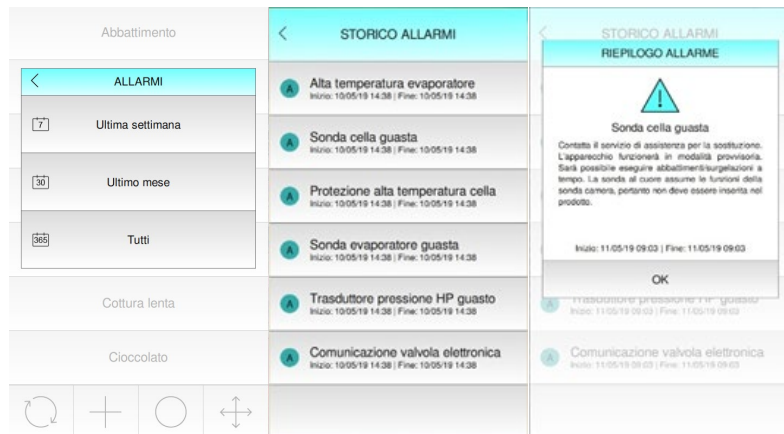 Abbattimento
ALLARMI
7
Ultima settimana
30
Ultimo mese
365
Tutti
Cottura lenta
Cioccolato
STORICO ALLARMI
A
Alta temperatura evaporatore
Inizio: 10/05/19 14:38 | Fine: 10/05/19 14:38
A
Sonda cella guasta
Inizio: 10/05/19 14:38 | Fine: 10/05/19 14:38
A
Protezione alta temperatura cella
Inizio: 10/05/19 14:38 | Fine: 10/05/19 14:38
A
Sonda evaporatore guasta
Inizio: 10/05/19 14:38 | Fine: 10/05/19 14:38
A
Trasduttore pressione HP guasto
Inizio: 10/05/19 14:38 | Fine: 10/05/19 14:38
A
Comunicazione valvola elettronica
Inizio: 10/05/19 14:38 | Fine: 10/05/19 14:38
STORICO ALLARMI
RIEPILOGO ALLARME
Sonda cella guasta
Contatta il servizio di assistenza per la sostituzione.
L'apparecchio funzionerà in modalità provvisoria.
Sarà possibile eseguire abbattimenti/surgelazioni a
tempo. La sonda al cuore assume le funzioni della
sonda camera, pertanto non deve essere inserita nel
prodotto.
Inizio: 11/05/19 09:03 | Fine: 11/05/19 09:03
OK
A
Trasduttore pressione HP guasto
Inizio: 11/05/19 09:03 | Fine: 11/05/19 09:03
A
Comunicazione valvola elettronica
Inizio: 11/05/19 09:03 | Fine: 11/05/19 09:03